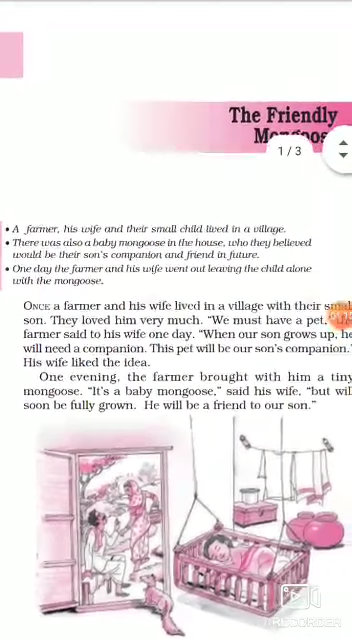 The Friendly
Mongoose
1 / 3
• A farmer, his wife and their small child lived in a village.
• There was also a baby mongoose in the house, who they believed
would be their son's companion and friend in future.
• One day the farmer and his wife went out leaving the child alone
with the mongoose.
ONCE a farmer and his wife lived in a village with their small
son. They loved him very much. "We must have a pet,
farmer said to his wife one day. "When our son grows up, he
will need a companion. This pet will be our son's companion."
His wife liked the idea.
One evening, the farmer brought with him a tiny
mongoose. "It's a baby mongoose," said his wife, "but will
soon be fully grown. He will be a friend to our son."
RECORDER